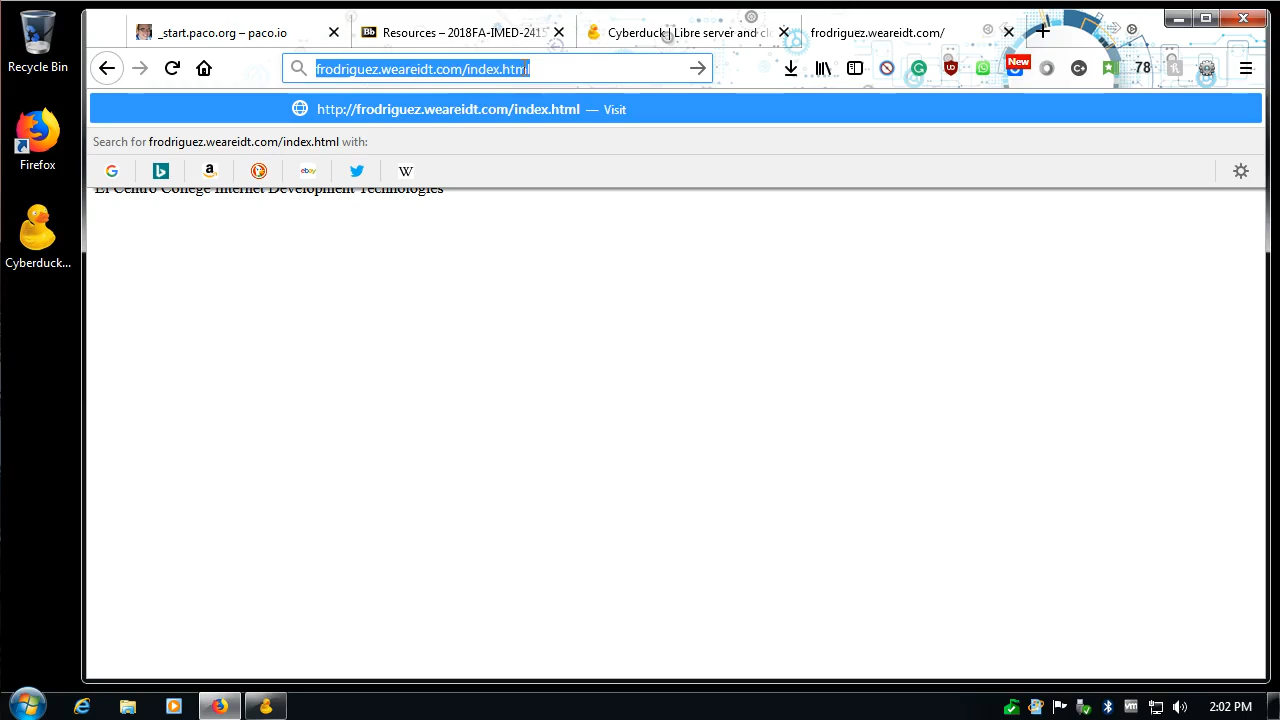 Recycle Bin
Firefox
Cyberduck...
_start.paco.org – paco.io
Resources – 2018FA-IMED-2415
Cyberduck | Libre server and cl
frodriguez.weareidt.com/
frodriguez.weareidt.com/index.html
New
78
http://frodriguez.weareidt.com/index.html — Visit
Search for frodriguez.weareidt.com/index.html with:
El Centro College Internet Development Technologies
2:02 PM